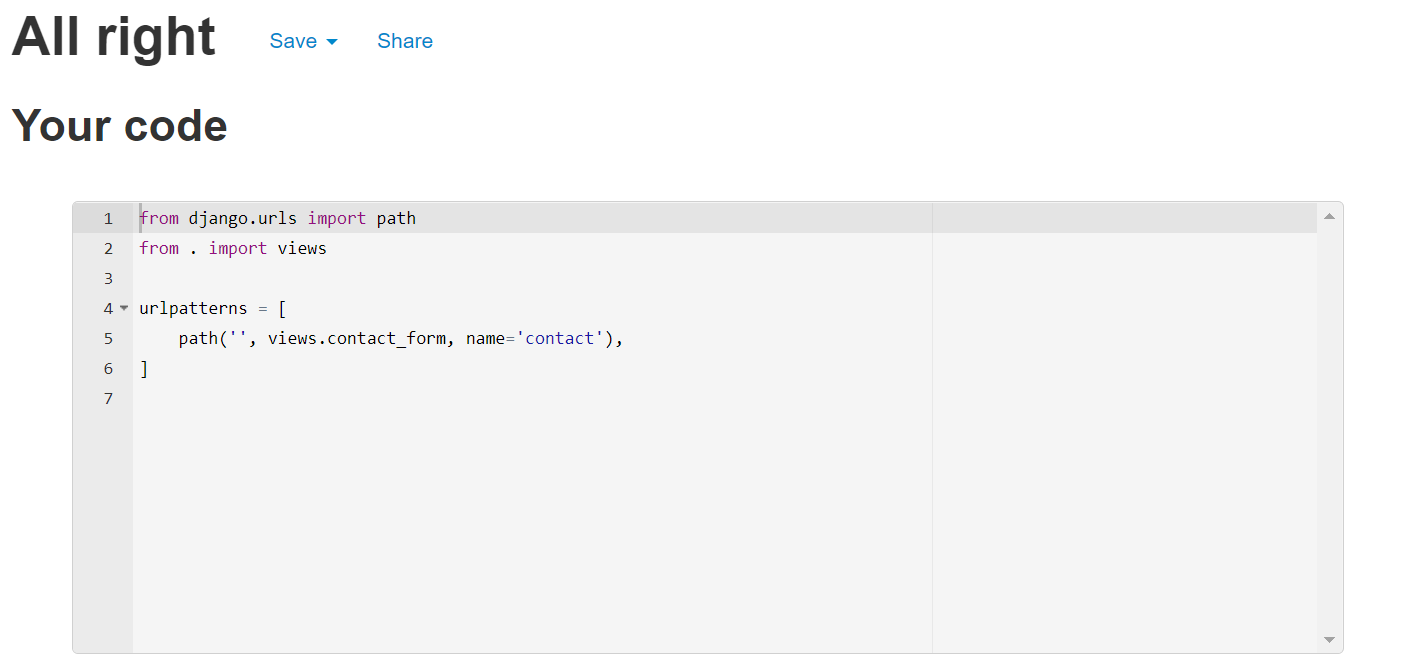 All right Save Share
Your code
1 from django.urls import path
2 from . import views
3
4 urlpatterns = [
5     path('', views.contact_form, name='contact'),
6 ]
7